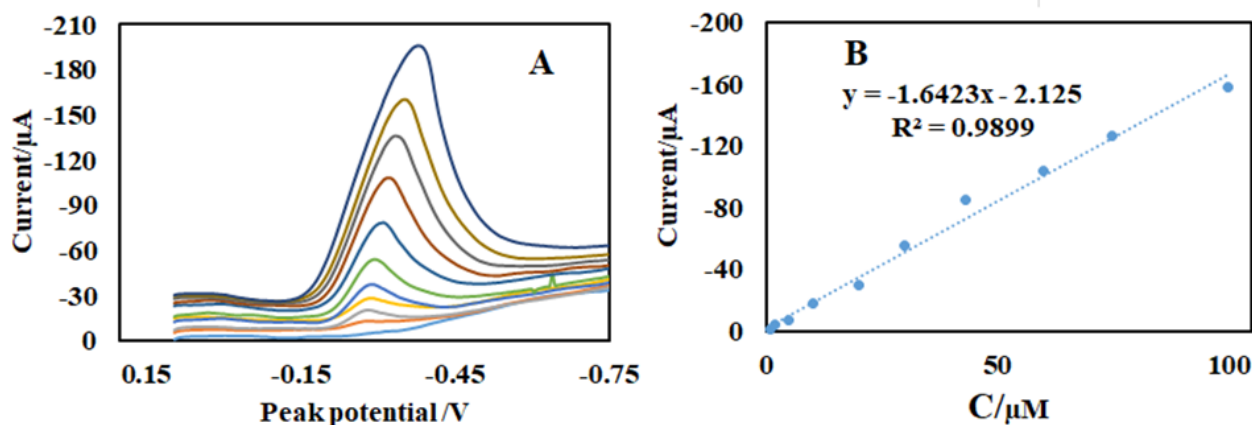 -210
-180
-150
-120
-90
-60
-30
0
Current/µA
A
0.15 -0.15 -0.45 -0.75
Peak potential /V
-200
-160
-120
-80
-40
0
Current/µA
B
y = -1.6423x - 2.125
R² = 0.9899
0 50 100
C/µM